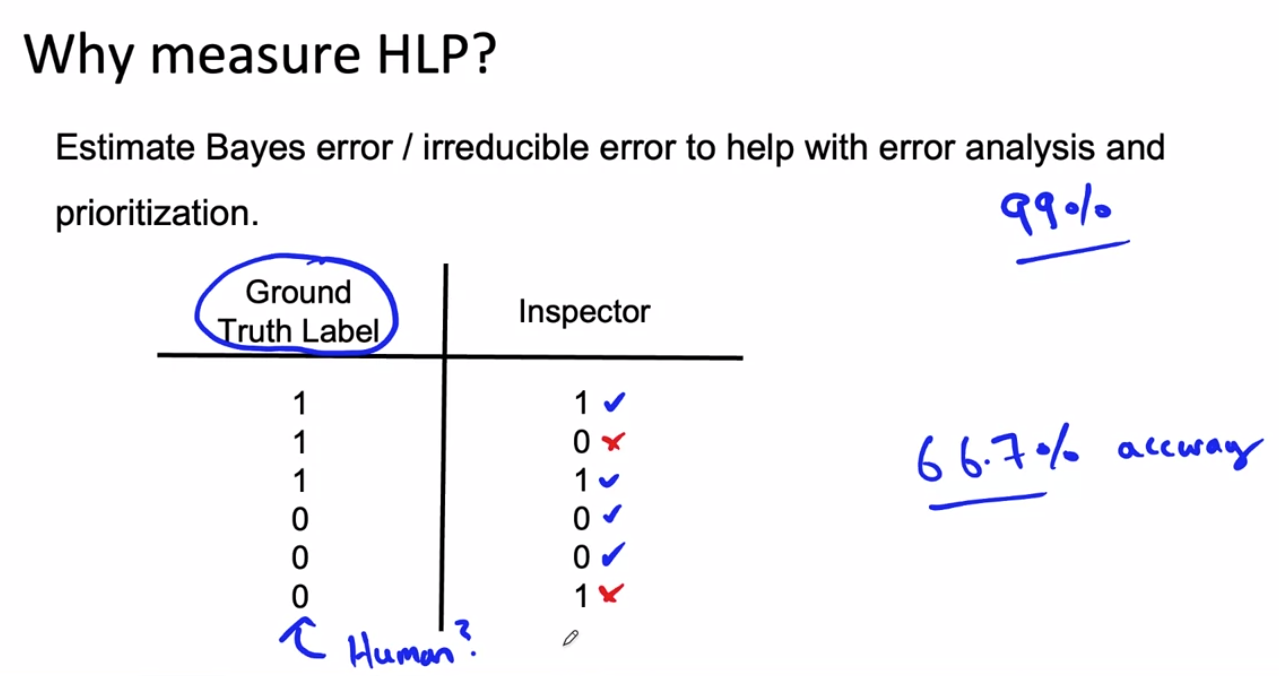 Why measure HLP?
Estimate Bayes error / irreducible error to help with error analysis and
prioritization.
99%
Ground
Truth Label
Inspector
1 1 ✓
1 0 ✗
1 1 ✓
0 0 ✓
0 0 ✓
0 1 ✗
66.7% accuracy
Human?